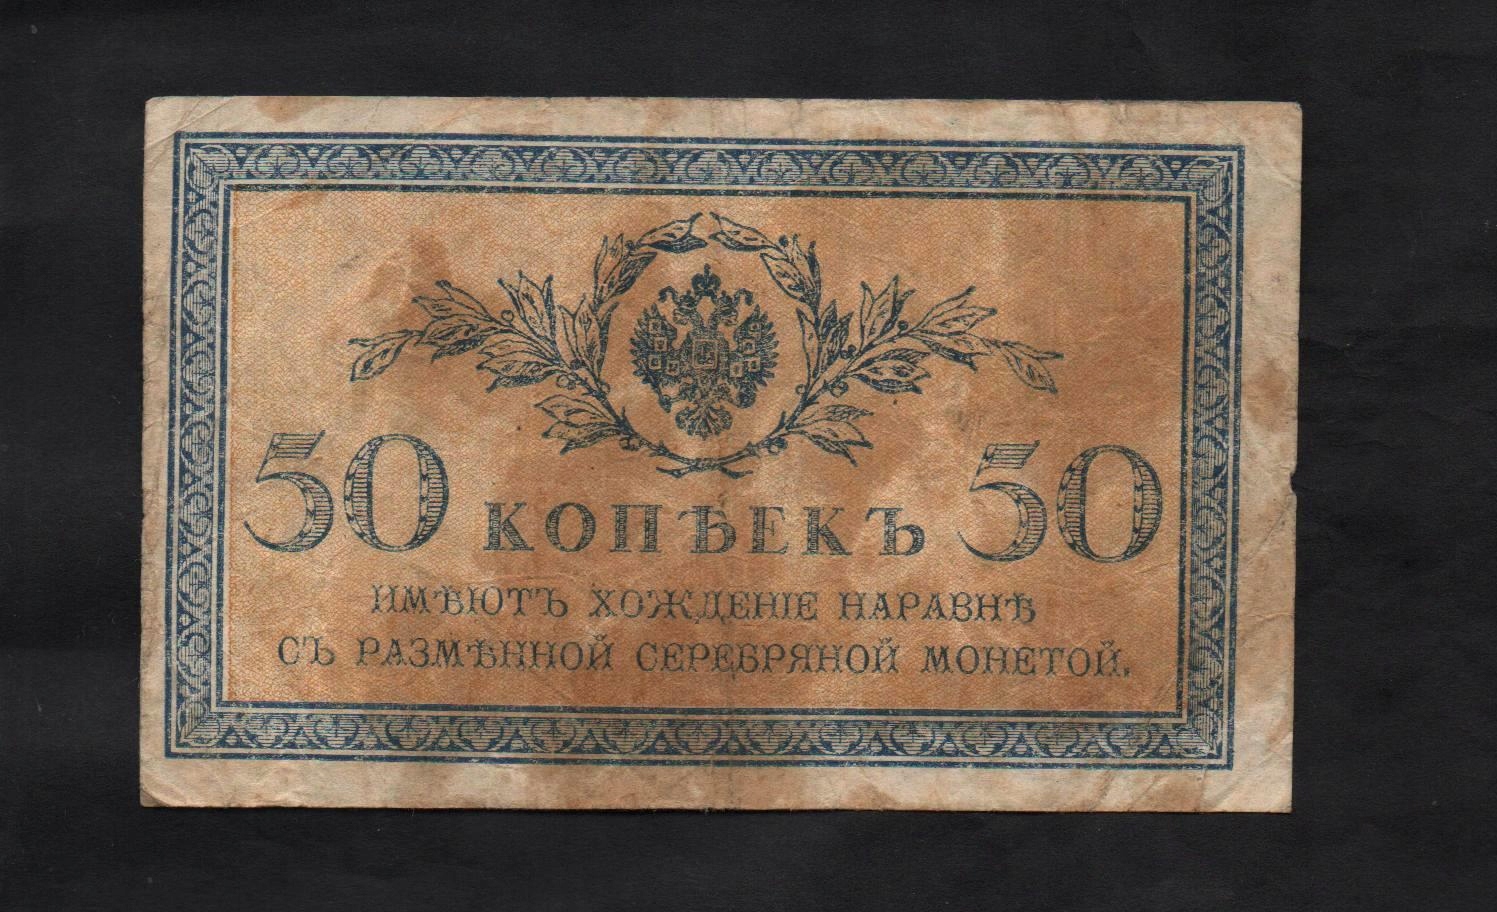 50 КОПѢЕКЪ 50
ИМѢЮТЪ ХОЖДЕНІЕ НАРАВНѢ
СЪ РАЗМѢННОЙ СЕРЕБРЯНОЙ МОНЕТОЙ.